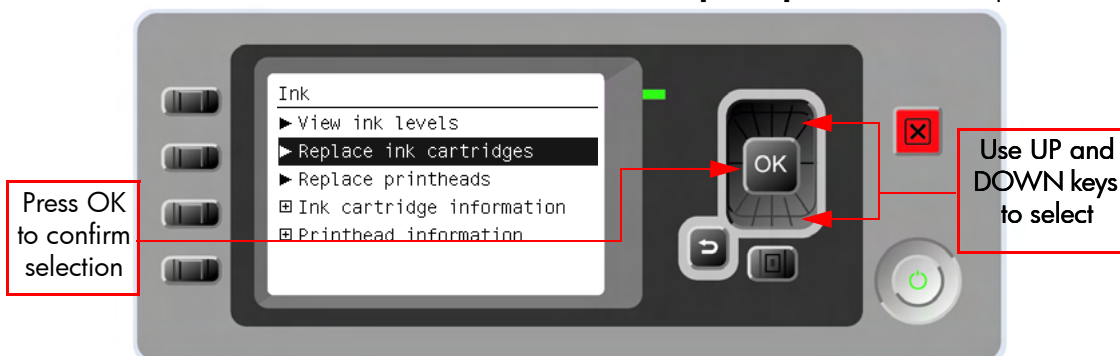 Ink
▶ View ink levels
▶ Replace ink cartridges
▶ Replace printheads
⊞ Ink cartridge information
⊞ Printhead information
OK
Press OK
to confirm
selection
Use UP and
DOWN keys
to select